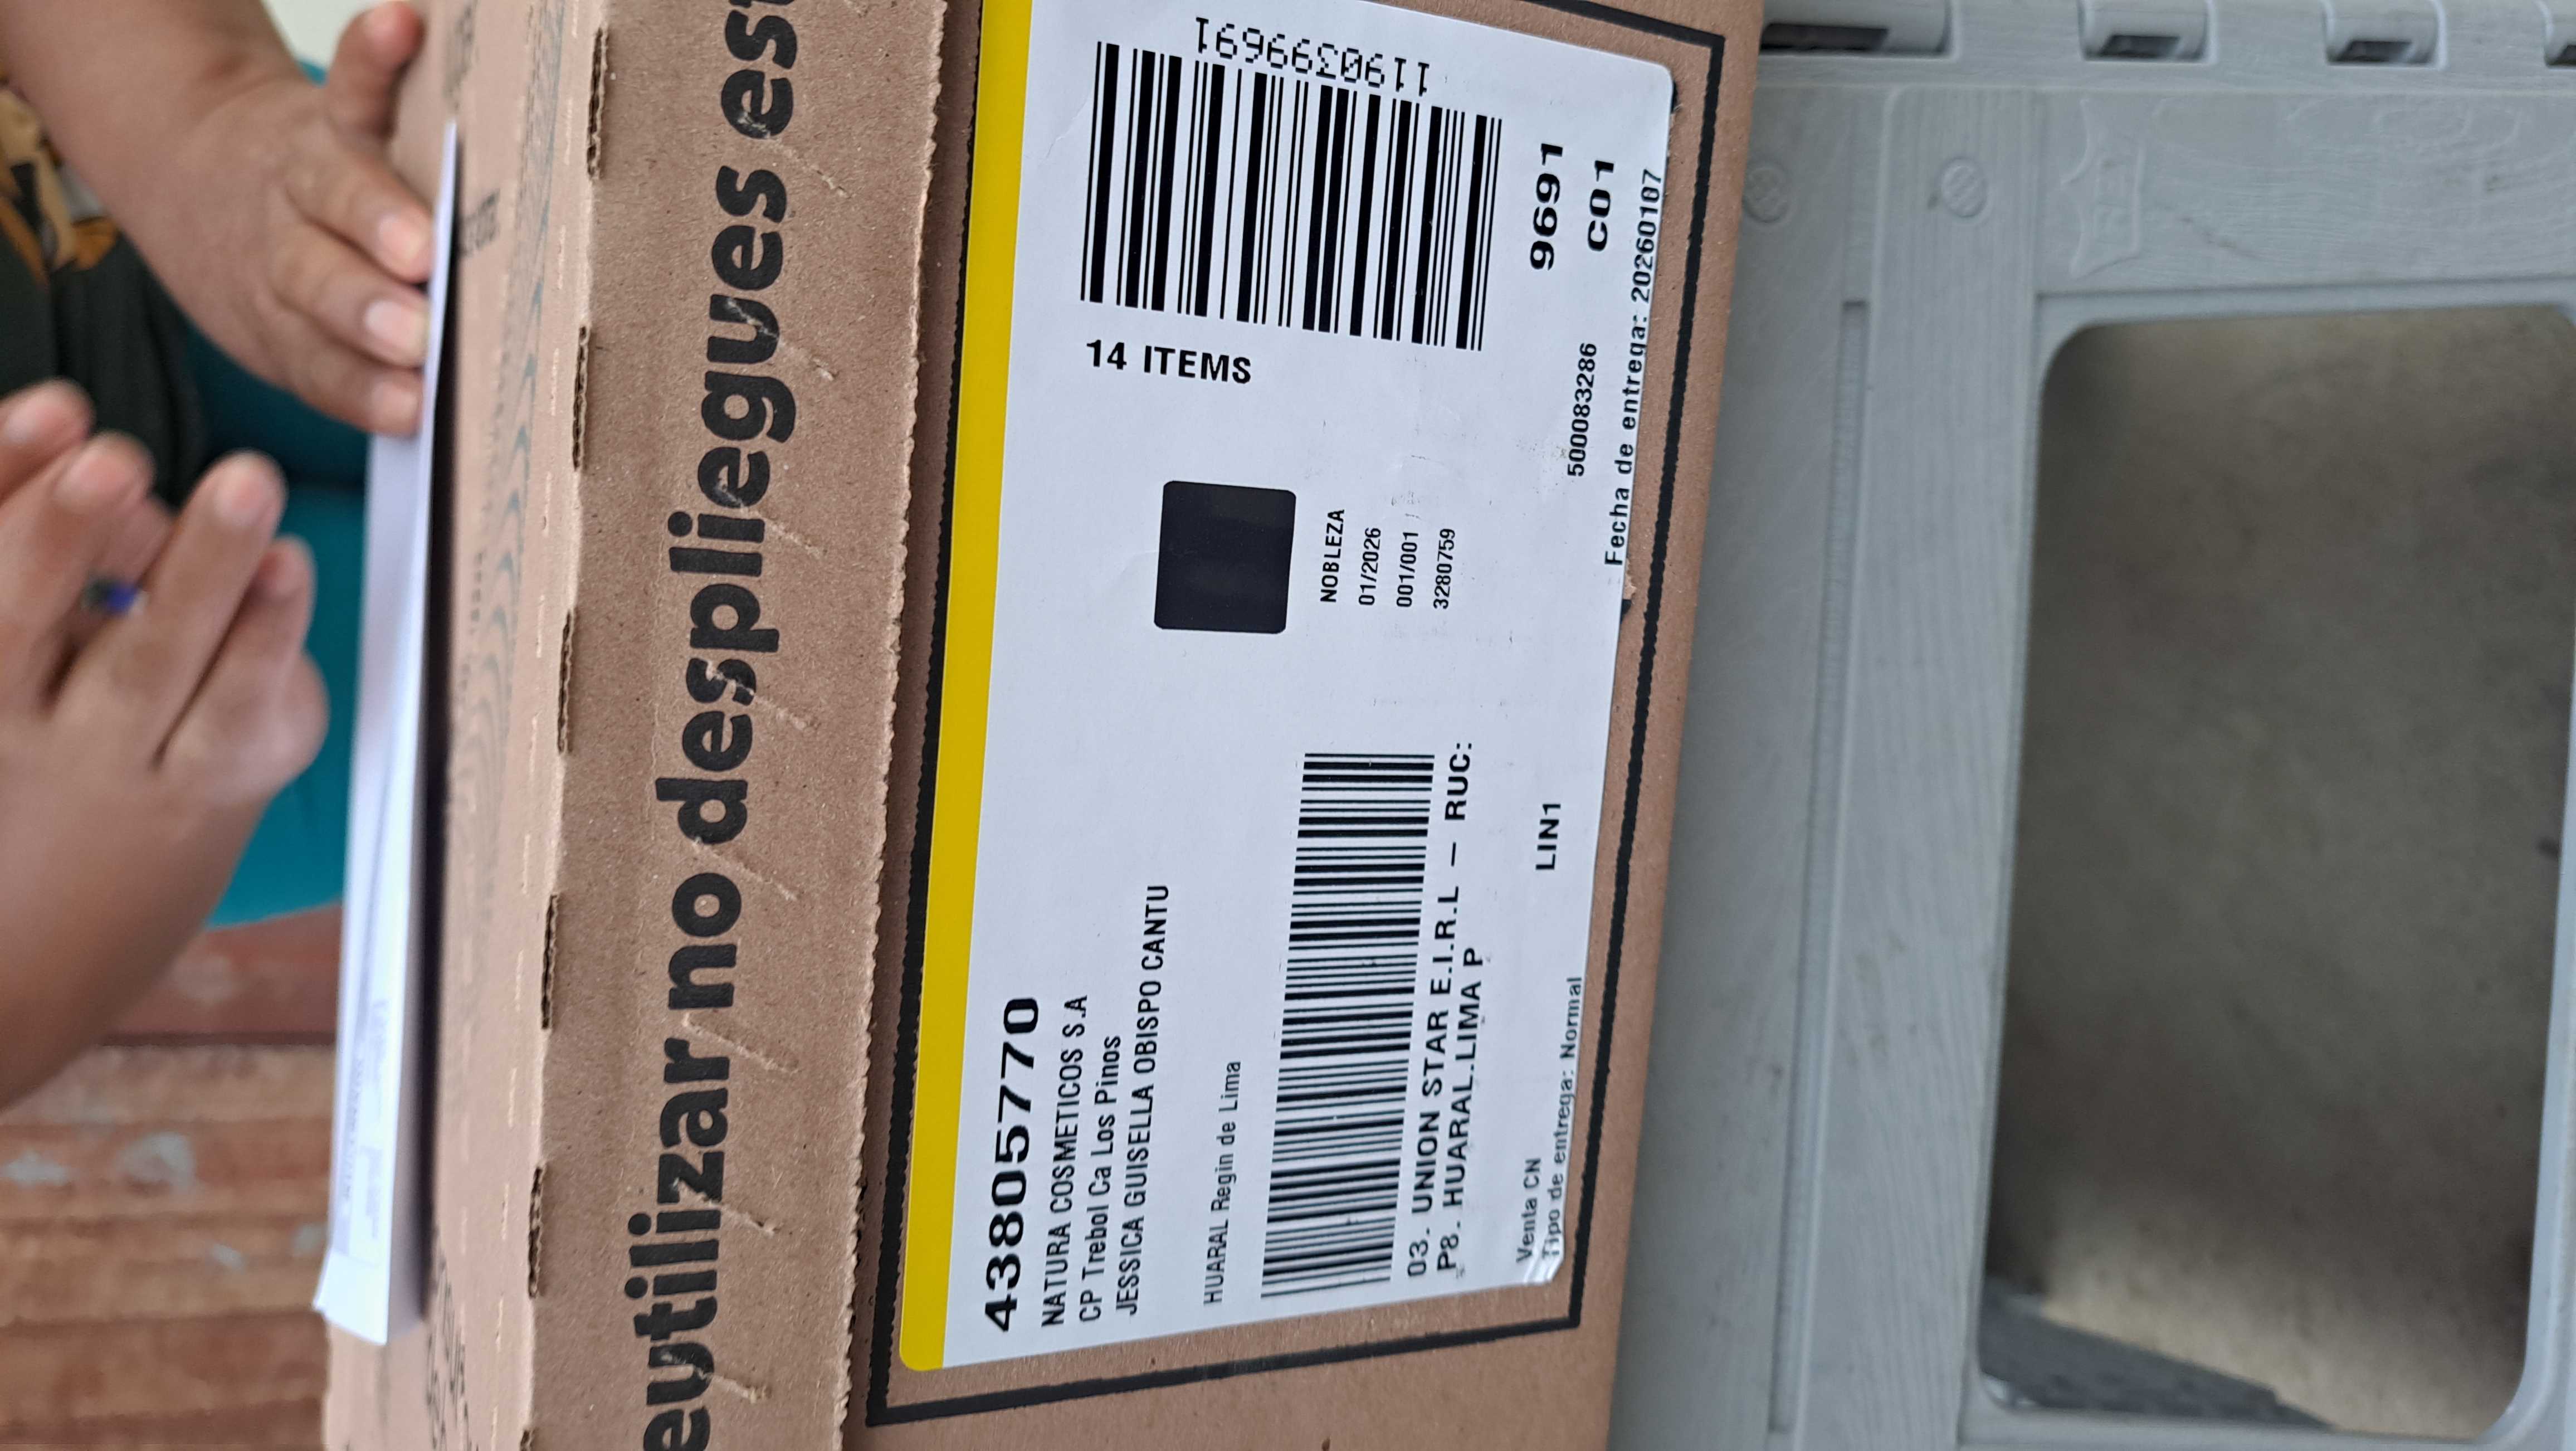 eutilizar no despliegues est
43805770
NATURA COSMETICOS S.A
CP Trebol Ca Los Pinos
JESSICA GUISELLA OBISPO CANTU
HUARAL Regin de Lima
03. UNION STAR E.I.R.L – RUC:
P8. HUARAL.LIMA P
Venta CN
LIN1
Tipo de entrega: Normal
NOBLEZA
01/2026
001/001
32807759
14 ITEMS
1190399691
9691
500083286
C01
Fecha de entrega: 20260107